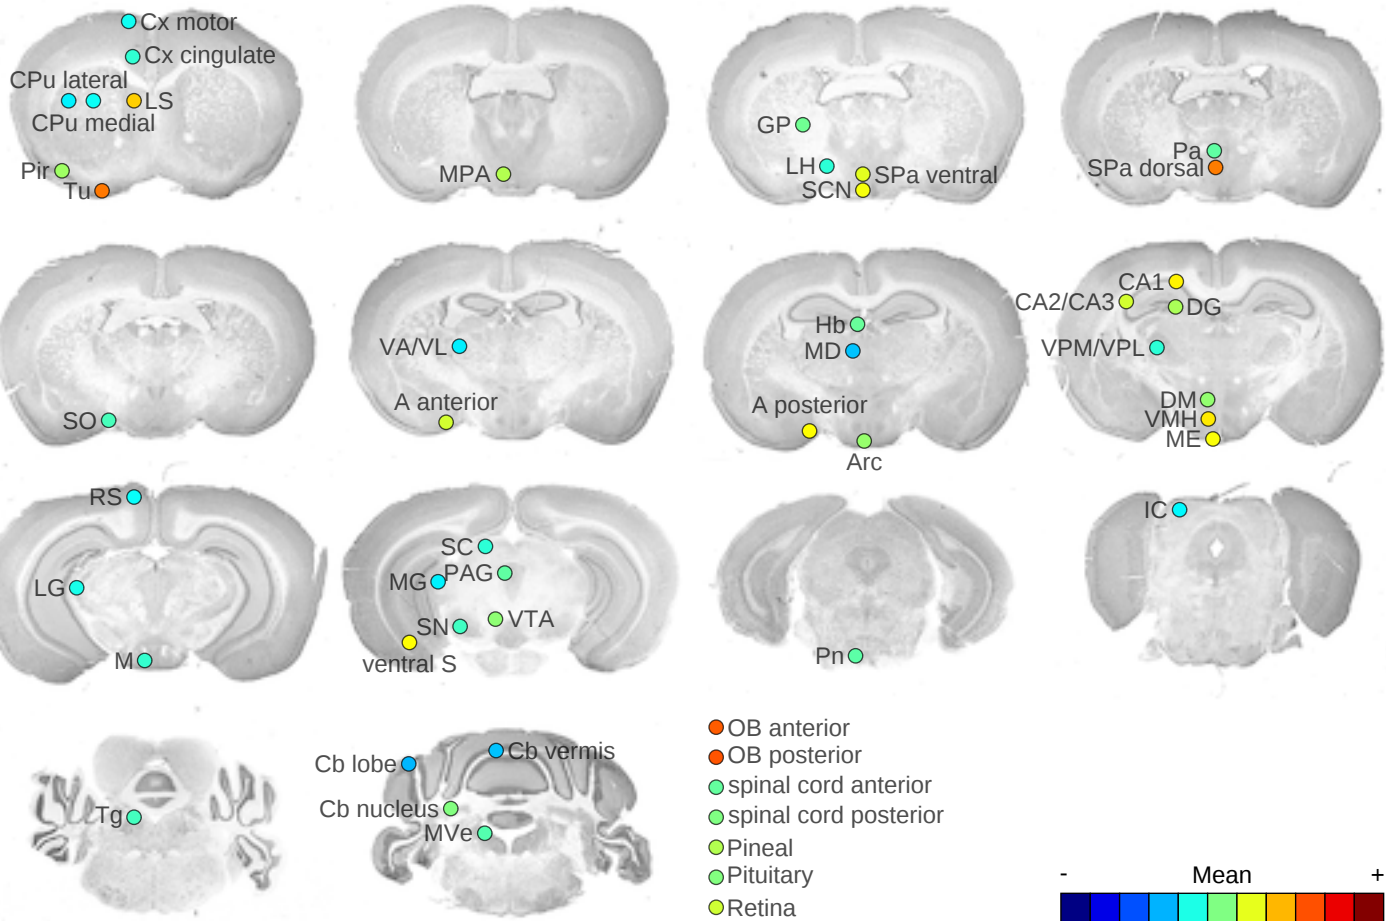 Cx motor
Cx cingulate
CPu lateral
LS
CPu medial
Pir
Tu
MPA
GP
LH
SPa ventral
SCN
Pa
SPa dorsal
SO
VA/VL
A anterior
Hb
MD
A posterior
Arc
CA1
CA2/CA3
DG
VPM/VPL
DM
VMH
ME
RS
LG
M
SC
PAG
MG
VTA
SN
ventral S
Pn
IC
Tg
Cb vermis
Cb lobe
Cb nucleus
MVe
OB anterior
OB posterior
spinal cord anterior
spinal cord posterior
Pineal
Pituitary
Retina
- Mean +